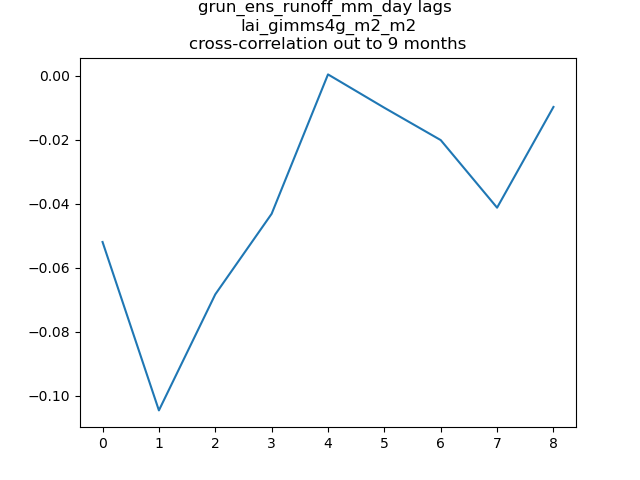 grun_ens_runoff_mm_day lags
lai_gimms4g_m2_m2
cross-correlation out to 9 months
0.00
−0.02
−0.04
−0.06
−0.08
−0.10
0 1 2 3 4 5 6 7 8